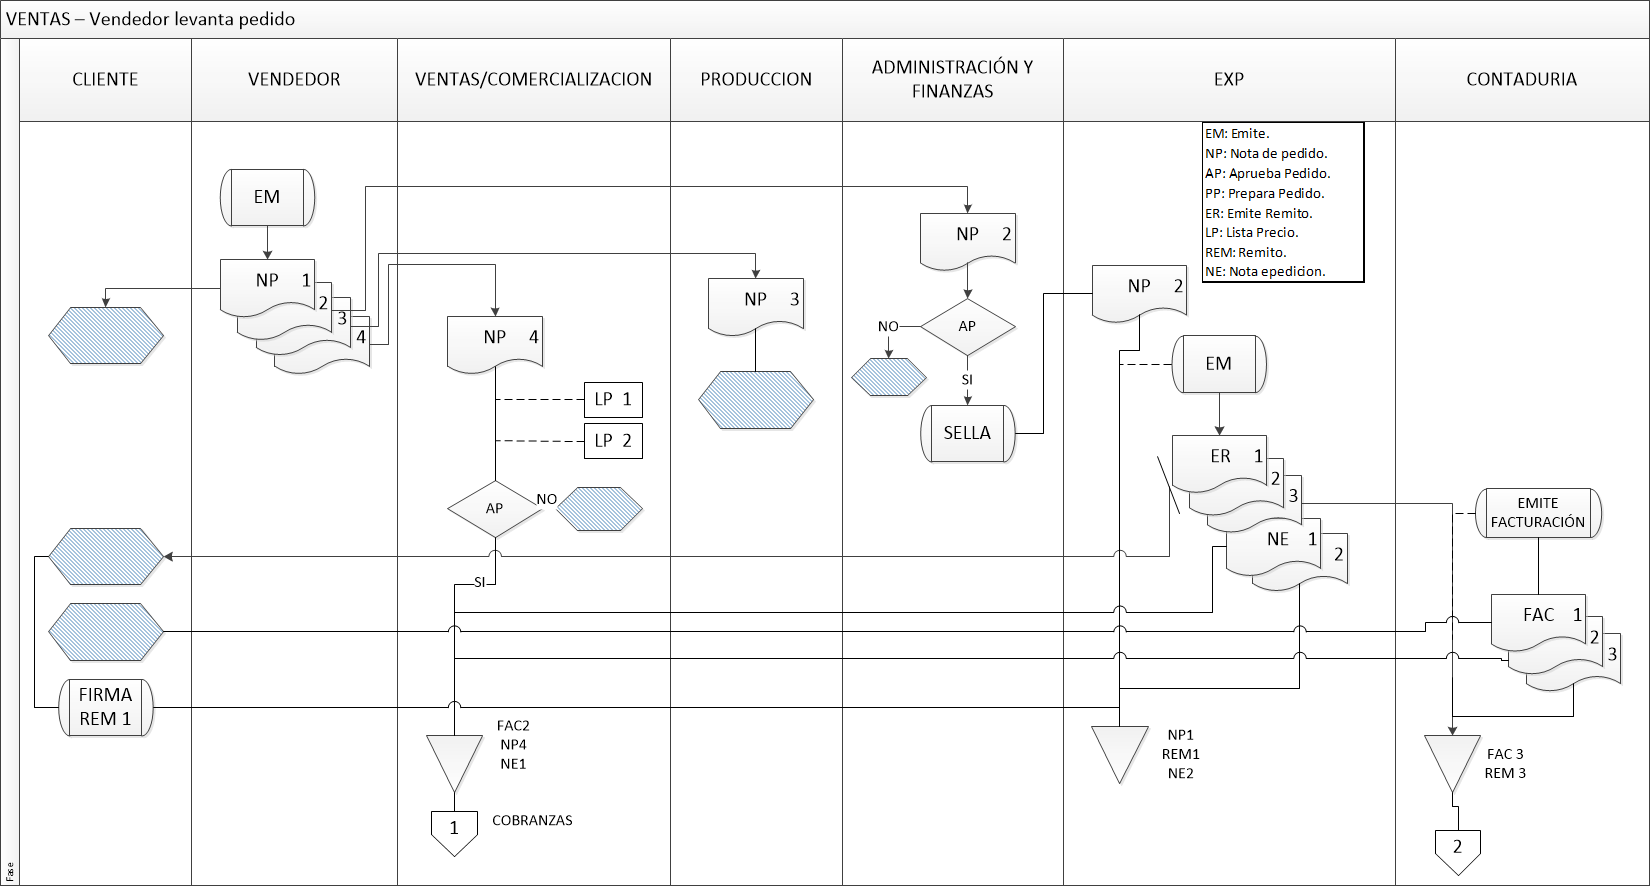 VENTAS – Vendedor levanta pedido
CLIENTE
VENDEDOR
VENTAS/COMERCIALIZACION
PRODUCCION
ADMINISTRACIÓN Y
FINANZAS
EXP
CONTADURIA
EM: Emite.
NP: Nota de pedido.
AP: Aprueba Pedido.
PP: Prepara Pedido.
ER: Emite Remito.
LP: Lista Precio.
REM: Remito.
NE: Nota epedicion.
EM
NP 1
2
3
4
NP 4
LP 1
LP 2
AP
NO
SI
NP 3
NP 2
AP
NO
SI
SELLA
NP 2
EM
ER 1
2
3
NE 1
2
EMITE
FACTURACIÓN
FAC 1
2
3
FIRMA
REM 1
FAC2
NP4
NE1
1
COBRANZAS
NP1
REM1
NE2
FAC 3
REM 3
2
Fase